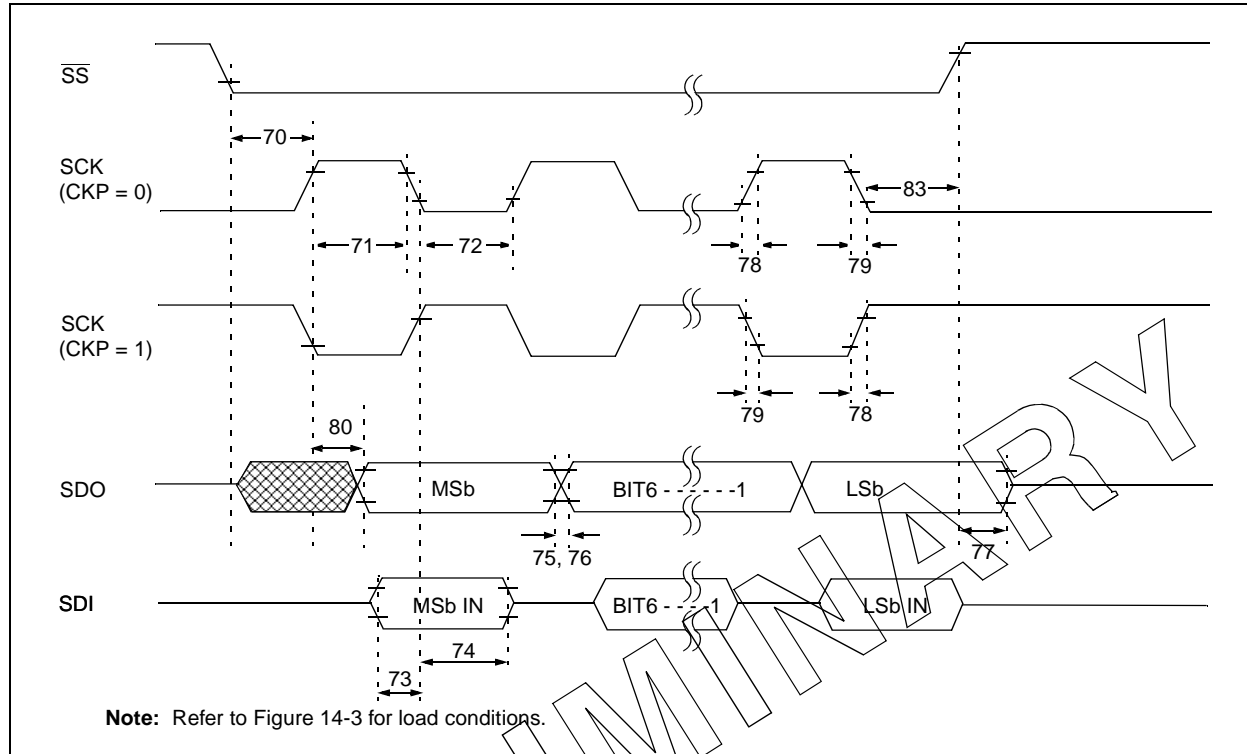 SS
70
SCK
(CKP = 0)
83
71
72
78
79
SCK
(CKP = 1)
79
78
80
SDO
MSb
BIT6 - - - - - -1
LSb
75, 76
77
SDI
MSb IN
BIT6 - - - -1
LSb IN
74
73
Note: Refer to Figure 14-3 for load conditions.
IMINARY